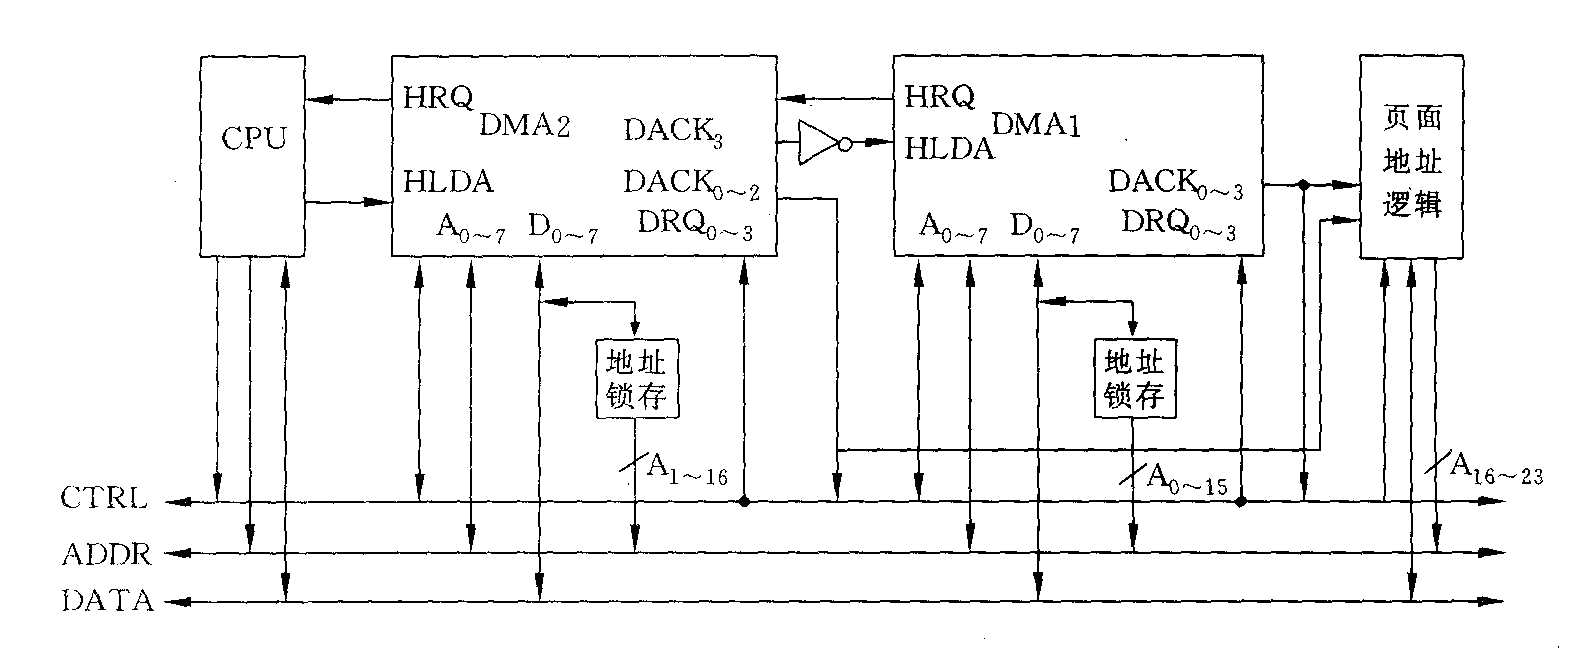 CPU
HRQ
DMA2
DACK₃
HLDA
DACK₀～₂
A₀～₇
D₀～₇
DRQ₀～₃
HRQ
DMA1
HLDA
DACK₀～₃
A₀～₇
D₀～₇
DRQ₀～₃
页面
地址
逻辑
地址
锁存
地址
锁存
A₁～₁₆
A₀～₁₅
A₁₆～₂₃
CTRL
ADDR
DATA